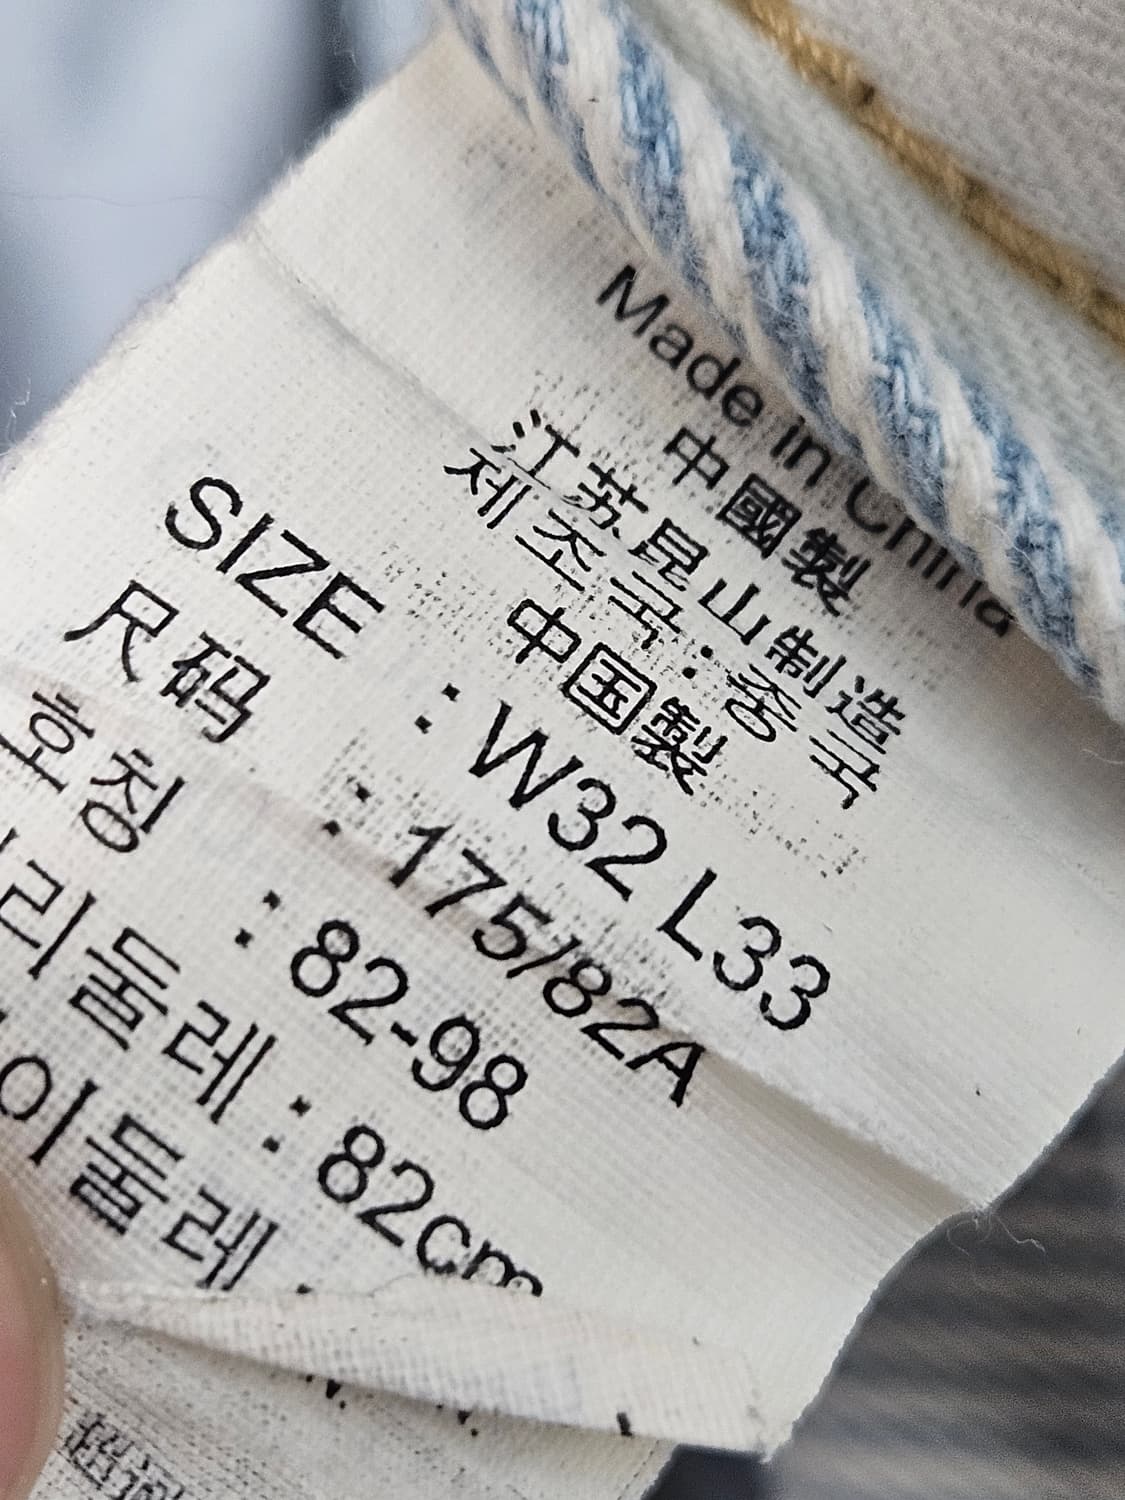 Made in China
中國製
江苏昆山制造
제조국:중국
中国製
SIZE : W32 L33
尺码 : 175/82A
호칭 : 82-98
리둘레 : 82cm
이둘레 :